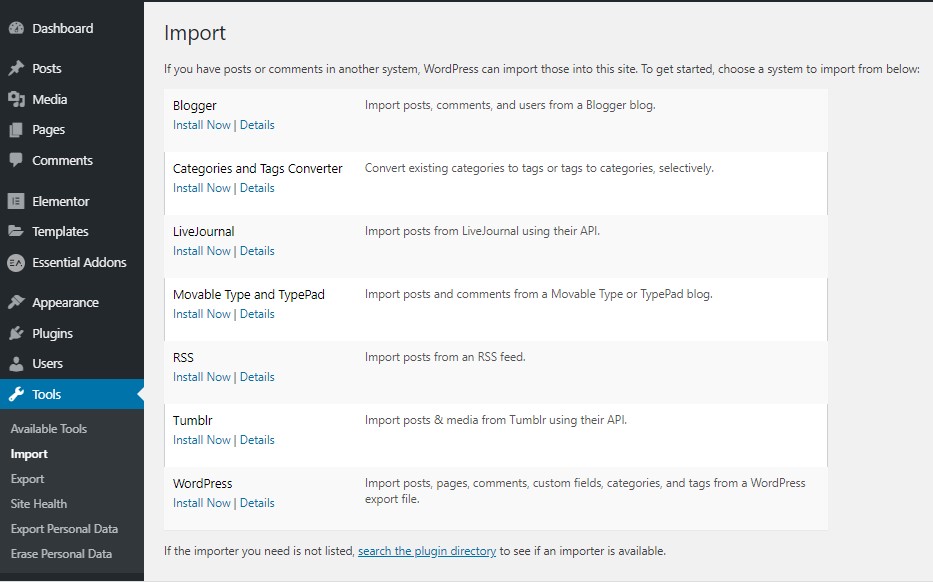 Dashboard
Posts
Media
Pages
Comments
Elementor
Templates
EA Essential Addons
Appearance
Plugins
Users
Tools
Available Tools
Import
Export
Site Health
Export Personal Data
Erase Personal Data
Import
If you have posts or comments in another system, WordPress can import those into this site. To get started, choose a system to import from below:
Blogger Import posts, comments, and users from a Blogger blog.
Install Now | Details
Categories and Tags Converter Convert existing categories to tags or tags to categories, selectively.
Install Now | Details
LiveJournal Import posts from LiveJournal using their API.
Install Now | Details
Movable Type and TypePad Import posts and comments from a Movable Type or TypePad blog.
Install Now | Details
RSS Import posts from an RSS feed.
Install Now | Details
Tumblr Import posts & media from Tumblr using their API.
Install Now | Details
WordPress Import posts, pages, comments, custom fields, categories, and tags from a WordPress
export file.
Install Now | Details
If the importer you need is not listed, search the plugin directory to see if an importer is available.